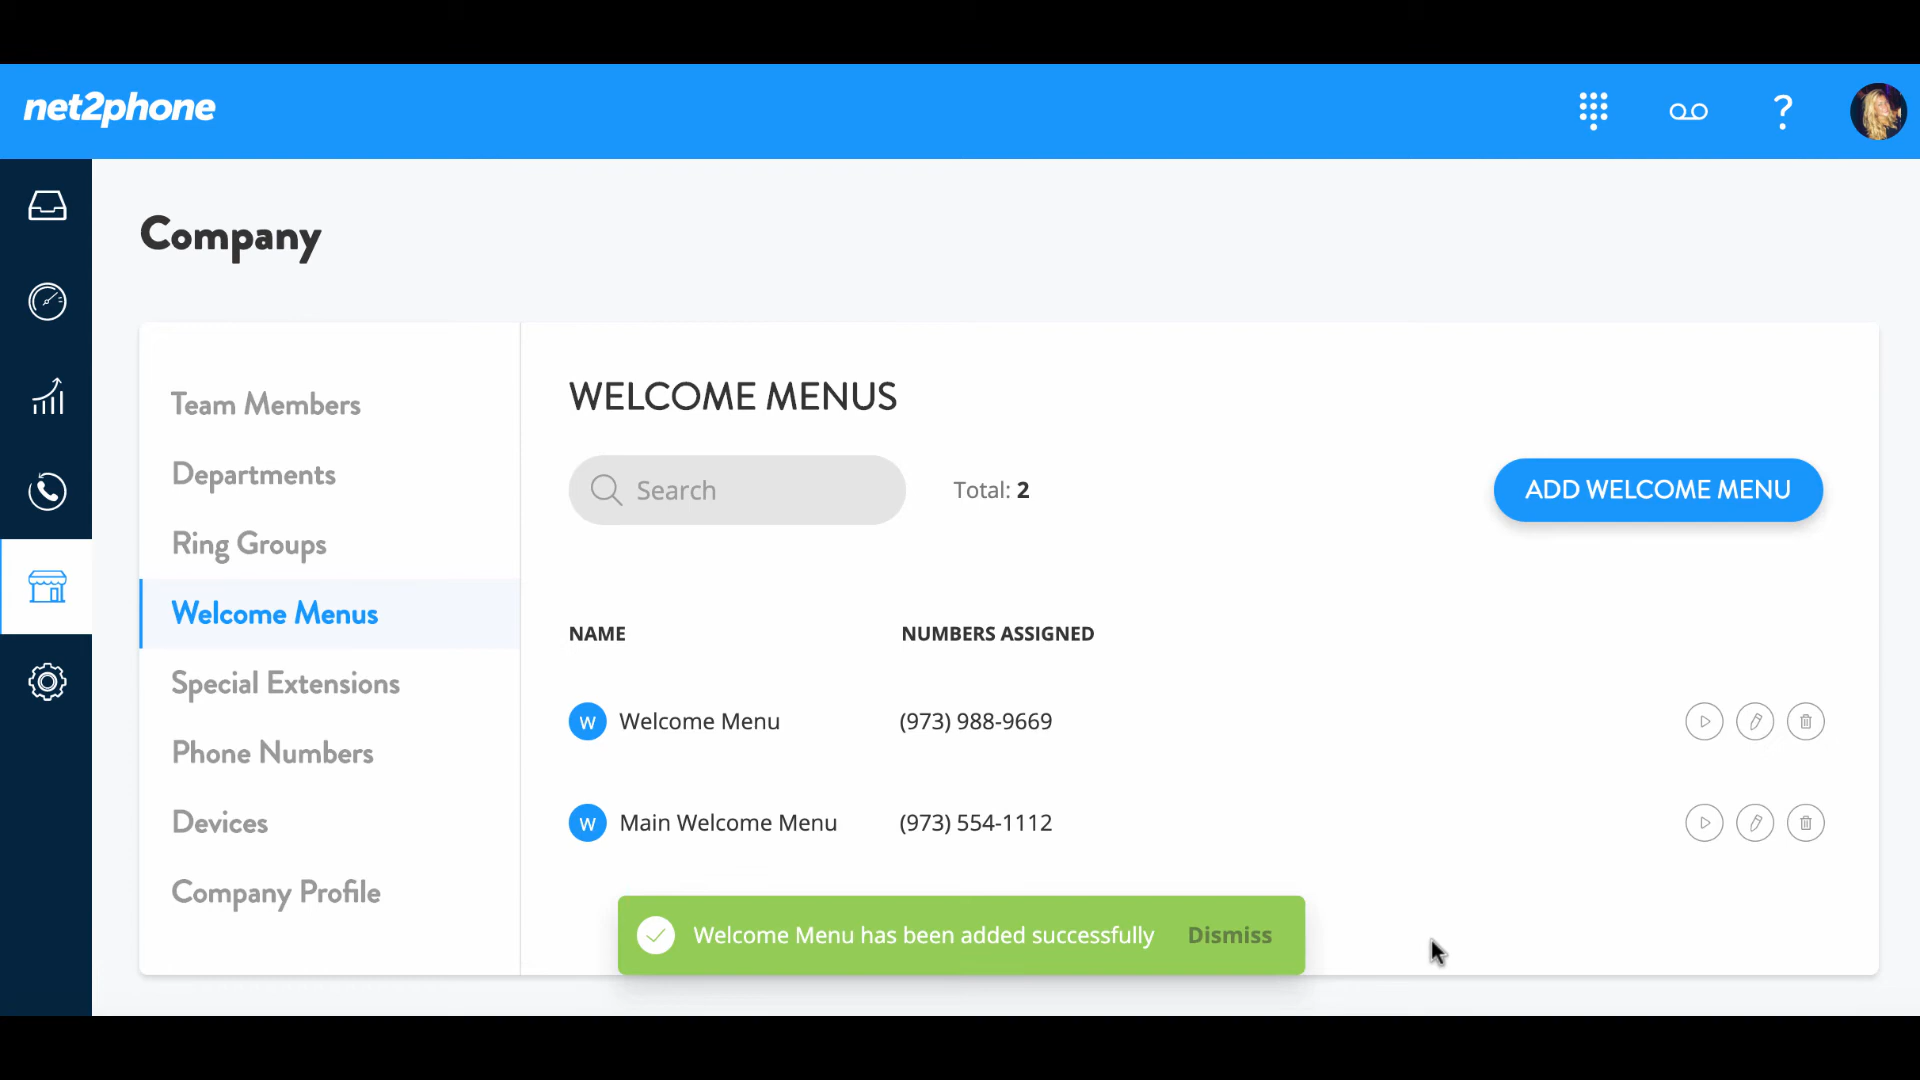 net2phone
?
Company
Team Members
Departments
Ring Groups
Welcome Menus
Special Extensions
Phone Numbers
Devices
Company Profile
WELCOME MENUS
Search
Total: 2
ADD WELCOME MENU
NAME NUMBERS ASSIGNED
W Welcome Menu (973) 988-9669
W Main Welcome Menu (973) 554-1112
Welcome Menu has been added successfully Dismiss